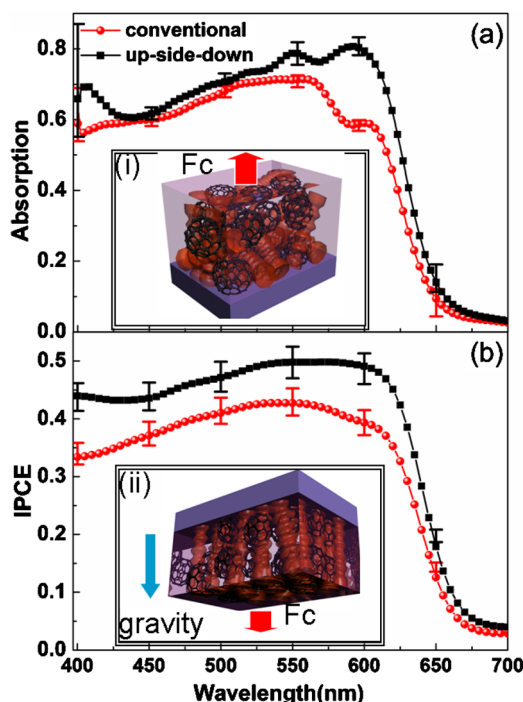 conventional
up-side-down
(a)
0.8
0.6
0.4
0.2
0.0
Absorption
(i)
Fc
(b)
0.5
0.4
0.3
0.2
0.1
0.0
IPCE
(ii)
gravity
Fc
400 450 500 550 600 650 700
Wavelength(nm)